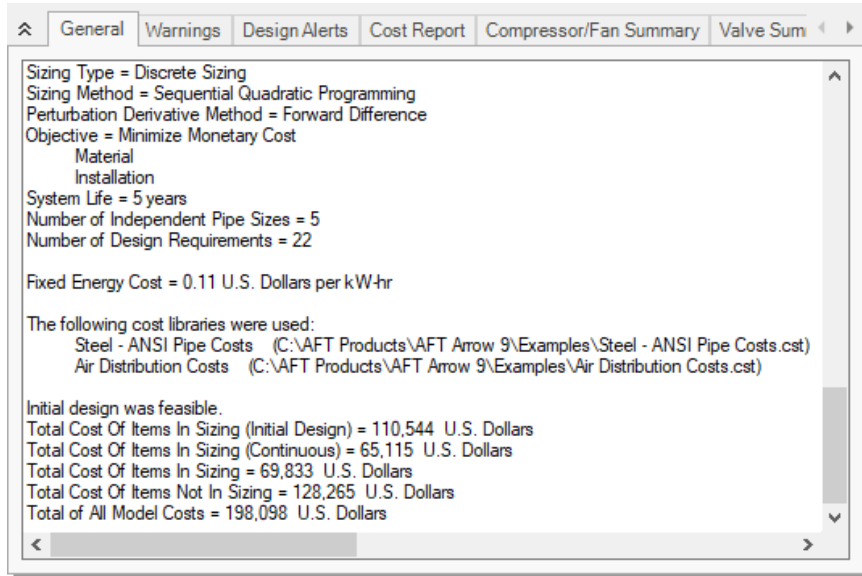 General Warnings Design Alerts Cost Report Compressor/Fan Summary Valve Sum
Sizing Type = Discrete Sizing
Sizing Method = Sequential Quadratic Programming
Perturbation Derivative Method = Forward Difference
Objective = Minimize Monetary Cost
Material
Installation
System Life = 5 years
Number of Independent Pipe Sizes = 5
Number of Design Requirements = 22
Fixed Energy Cost = 0.11 U.S. Dollars per kW-hr
The following cost libraries were used:
Steel - ANSI Pipe Costs (C:\AFT Products\AFT Arrow 9\Examples\Steel - ANSI Pipe Costs.cst)
Air Distribution Costs (C:\AFT Products\AFT Arrow 9\Examples\Air Distribution Costs.cst)
Initial design was feasible.
Total Cost Of Items In Sizing (Initial Design) = 110,544 U.S. Dollars
Total Cost Of Items In Sizing (Continuous) = 65,115 U.S. Dollars
Total Cost Of Items In Sizing = 69,833 U.S. Dollars
Total Cost Of Items Not In Sizing = 128,265 U.S. Dollars
Total of All Model Costs = 198,098 U.S. Dollars